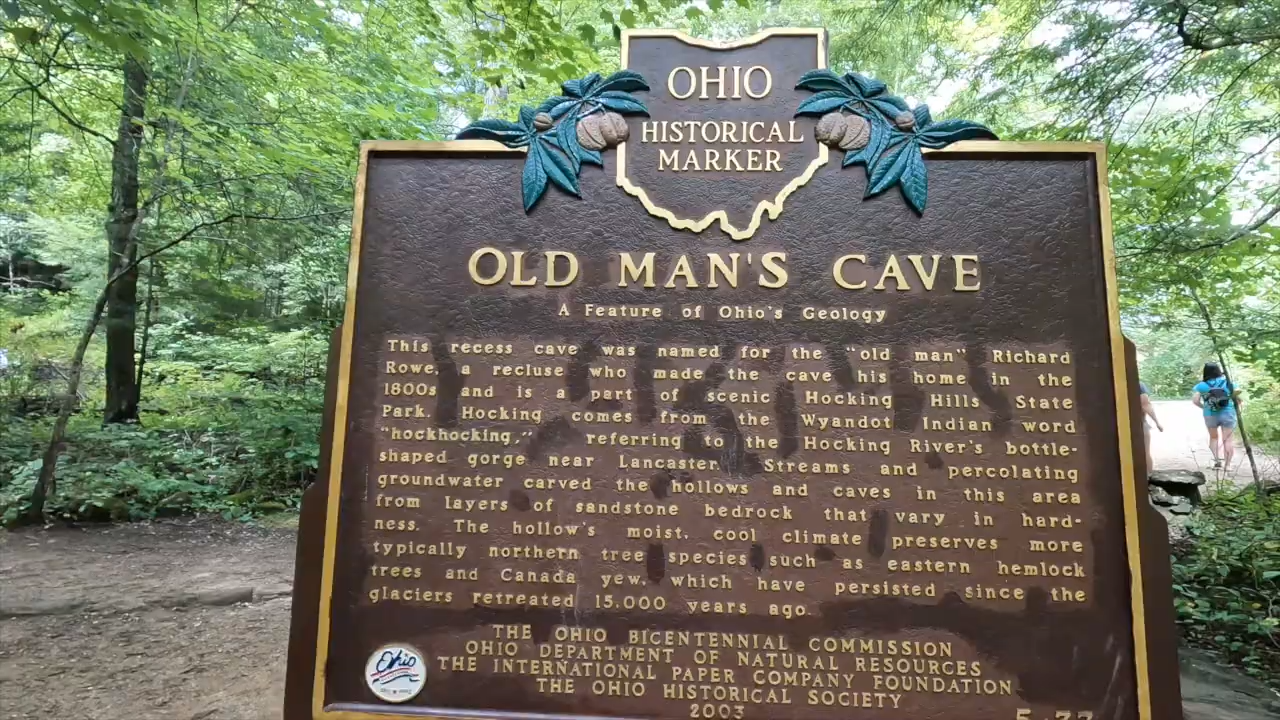 OHIO
HISTORICAL
MARKER
OLD MAN'S CAVE
A Feature of Ohio's Geology
This recess cave was named for the "old man" Richard
Rowe, a recluse who made the cave his home in the
1800s and is a part of scenic Hocking Hills State
Park. Hocking comes from the Wyandot Indian word
"hockhocking," referring to the Hocking River's bottle-
shaped gorge near Lancaster. Streams and percolating
groundwater carved the hollows and caves in this area
from layers of sandstone bedrock that vary in hard-
ness. The hollow's moist, cool climate preserves more
typically northern tree species such as eastern hemlock
trees and Canada yew, which have persisted since the
glaciers retreated 15,000 years ago.
THE OHIO BICENTENNIAL COMMISSION
OHIO DEPARTMENT OF NATURAL RESOURCES
THE INTERNATIONAL PAPER COMPANY FOUNDATION
THE OHIO HISTORICAL SOCIETY
2003
Ohio